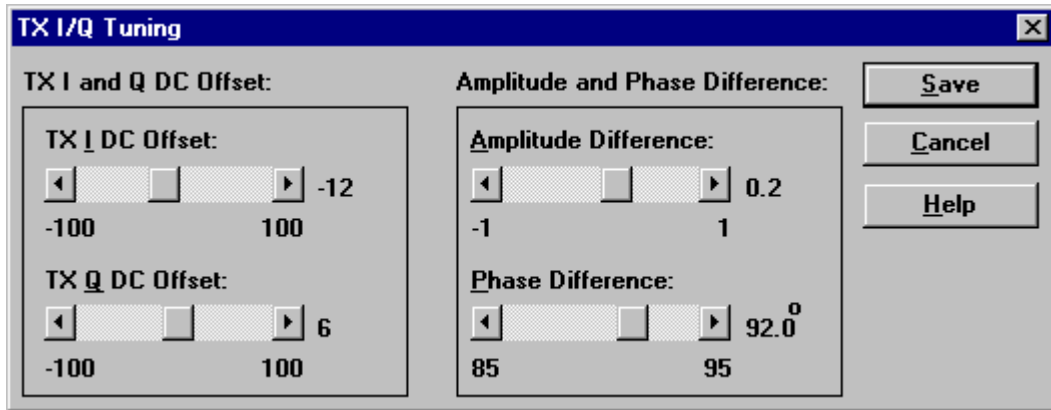 TX I/Q Tuning
TX I and Q DC Offset:
TX I DC Offset:
-12
-100 100
TX Q DC Offset:
6
-100 100
Amplitude and Phase Difference:
Amplitude Difference:
0.2
-1 1
Phase Difference:
92.0°
85 95
Save
Cancel
Help